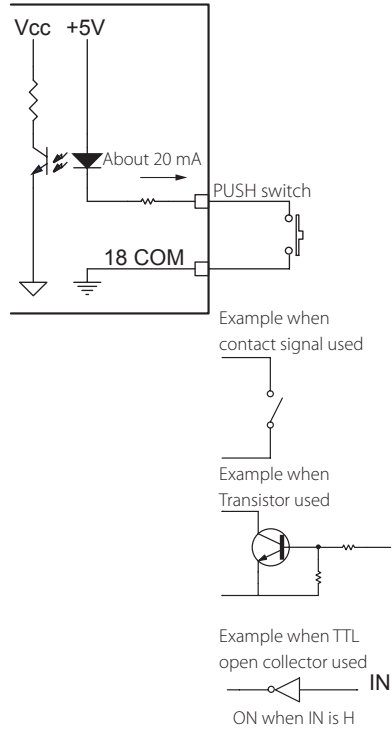 Vcc +5V
About 20 mA
PUSH switch
18 COM
Example when
contact signal used
Example when
Transistor used
Example when TTL
open collector used
IN
ON when IN is H